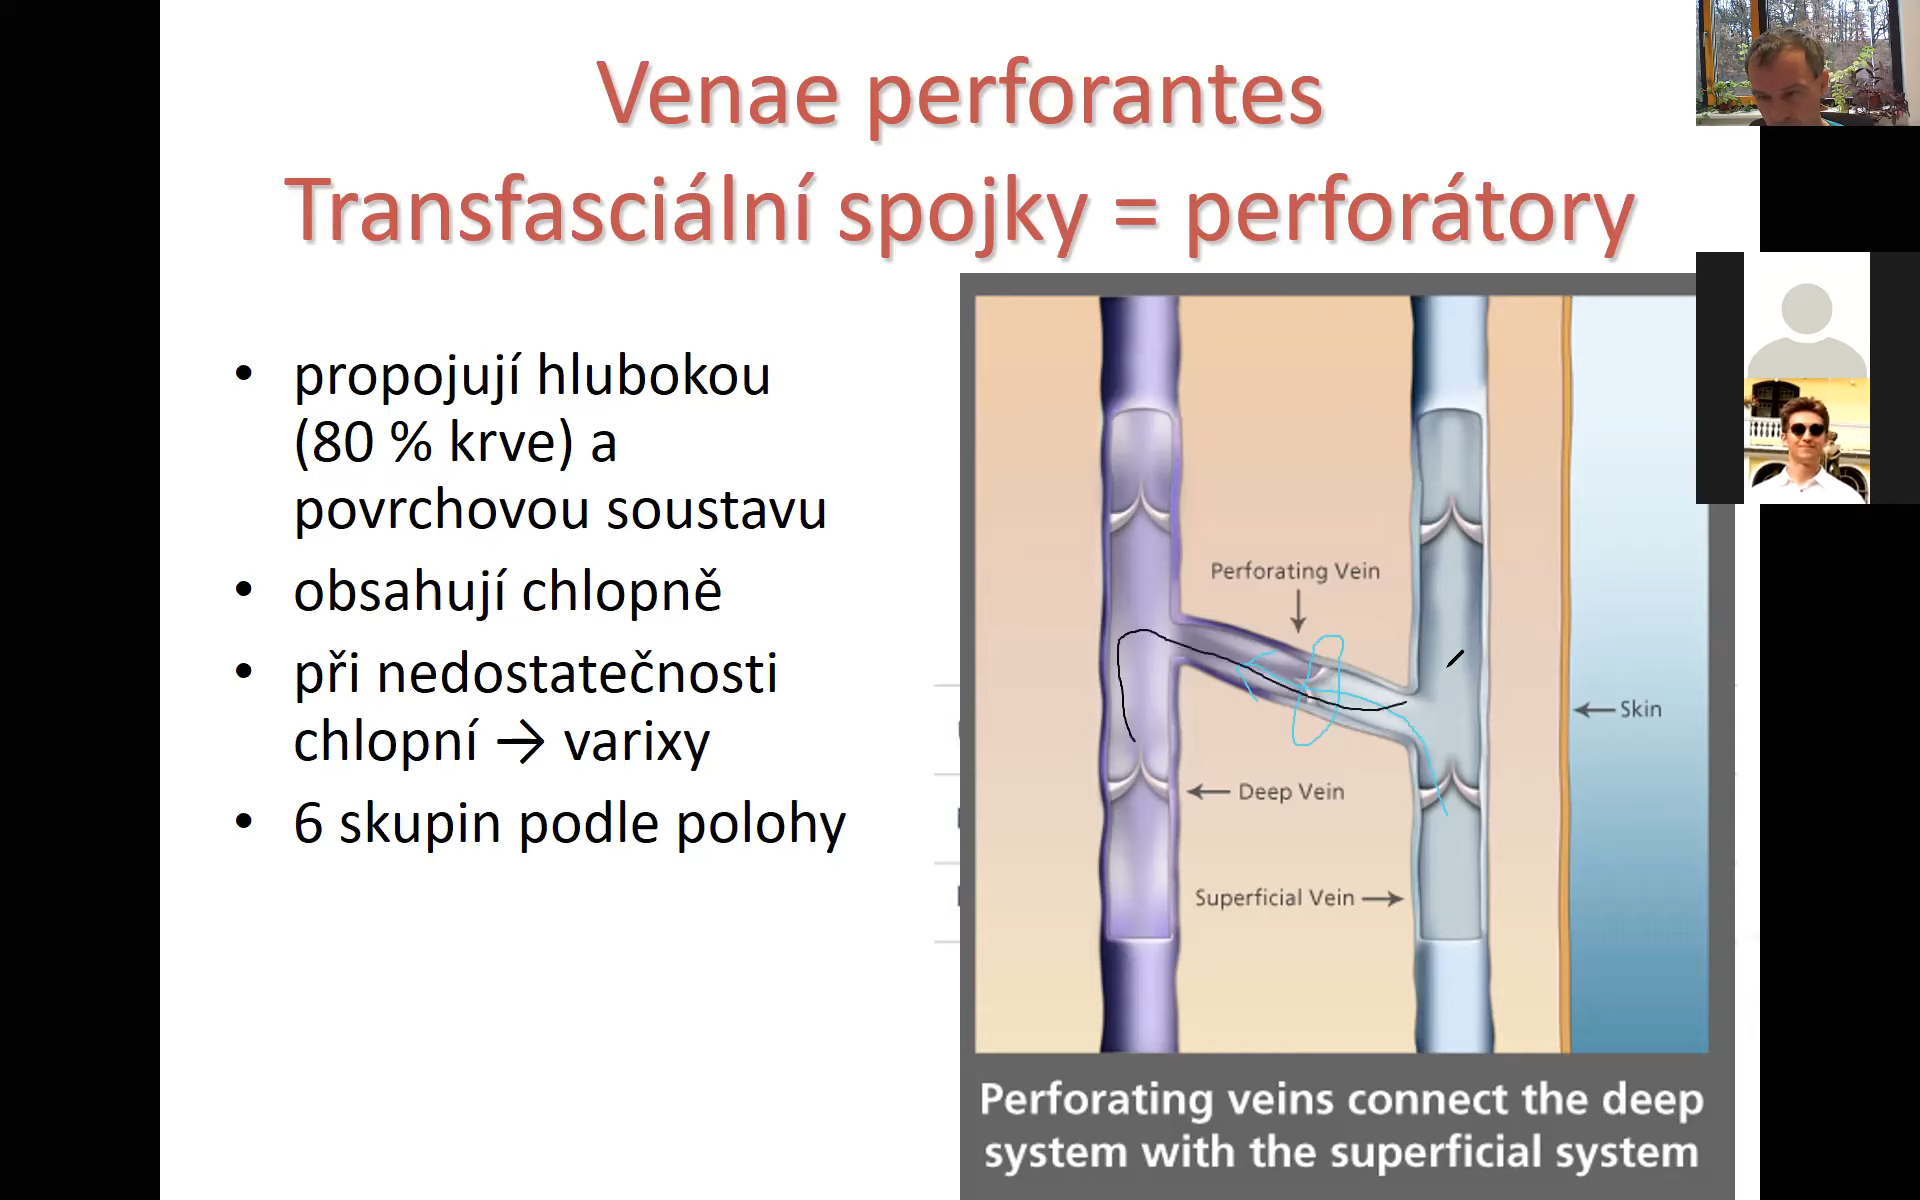 Venae perforantes
Transfasciální spojky = perforátory
• propojují hlubokou
(80 % krve) a
povrchovou soustavu
• obsahují chlopně
• při nedostatečnosti
chlopní → varixy
• 6 skupin podle polohy
Perforating Vein
Skin
Deep Vein
Superficial Vein
Perforating veins connect the deep
system with the superficial system